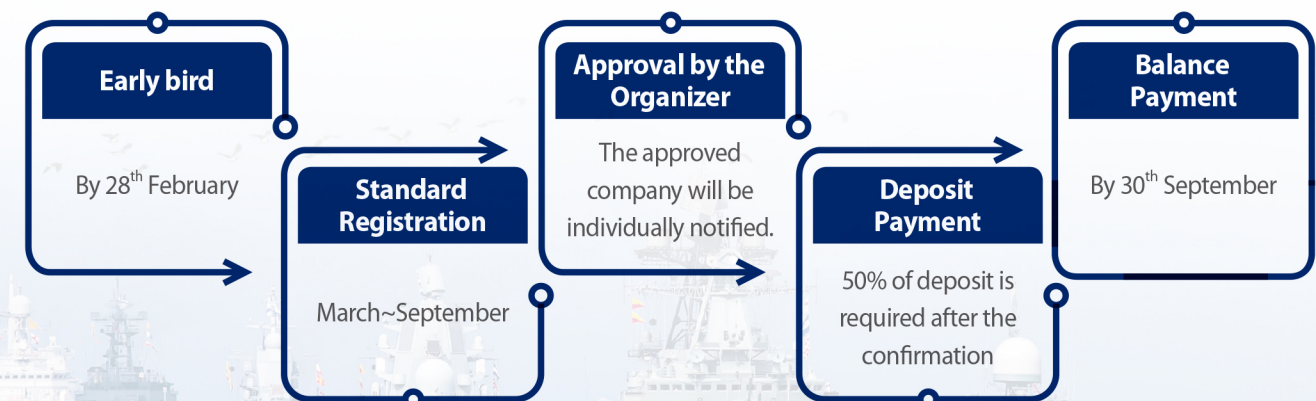 Early bird
By 28th February
Standard
Registration
March~September
Approval by the
Organizer
The approved
company will be
individually notified.
Deposit
Payment
50% of deposit is
required after the
confirmation
Balance
Payment
By 30th September